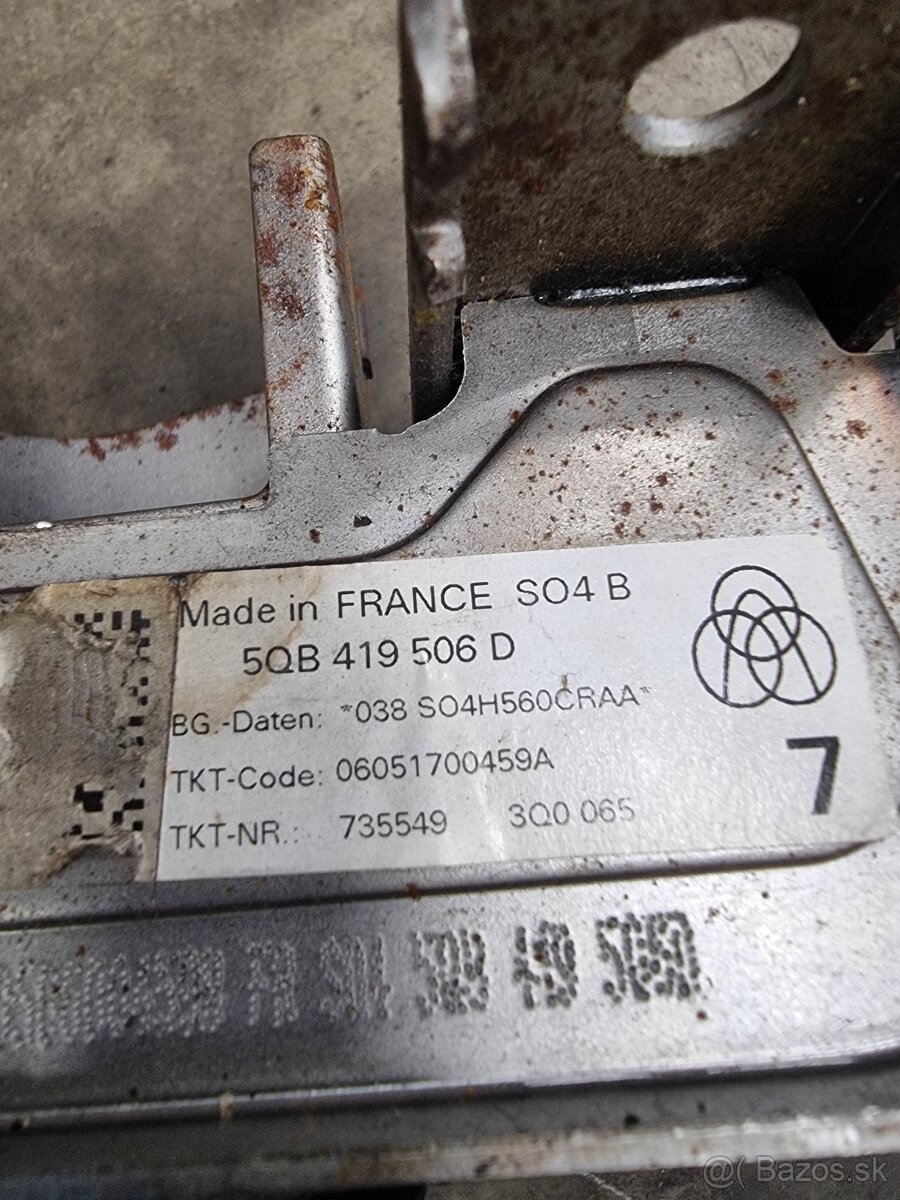 Made in FRANCE SO4 B
5QB 419 506 D
BG.-Daten: *038 SO4H560CRAA*
TKT-Code: 06051700459A
TKT-NR.: 735549 3Q0 065
7
@( Bazos.sk